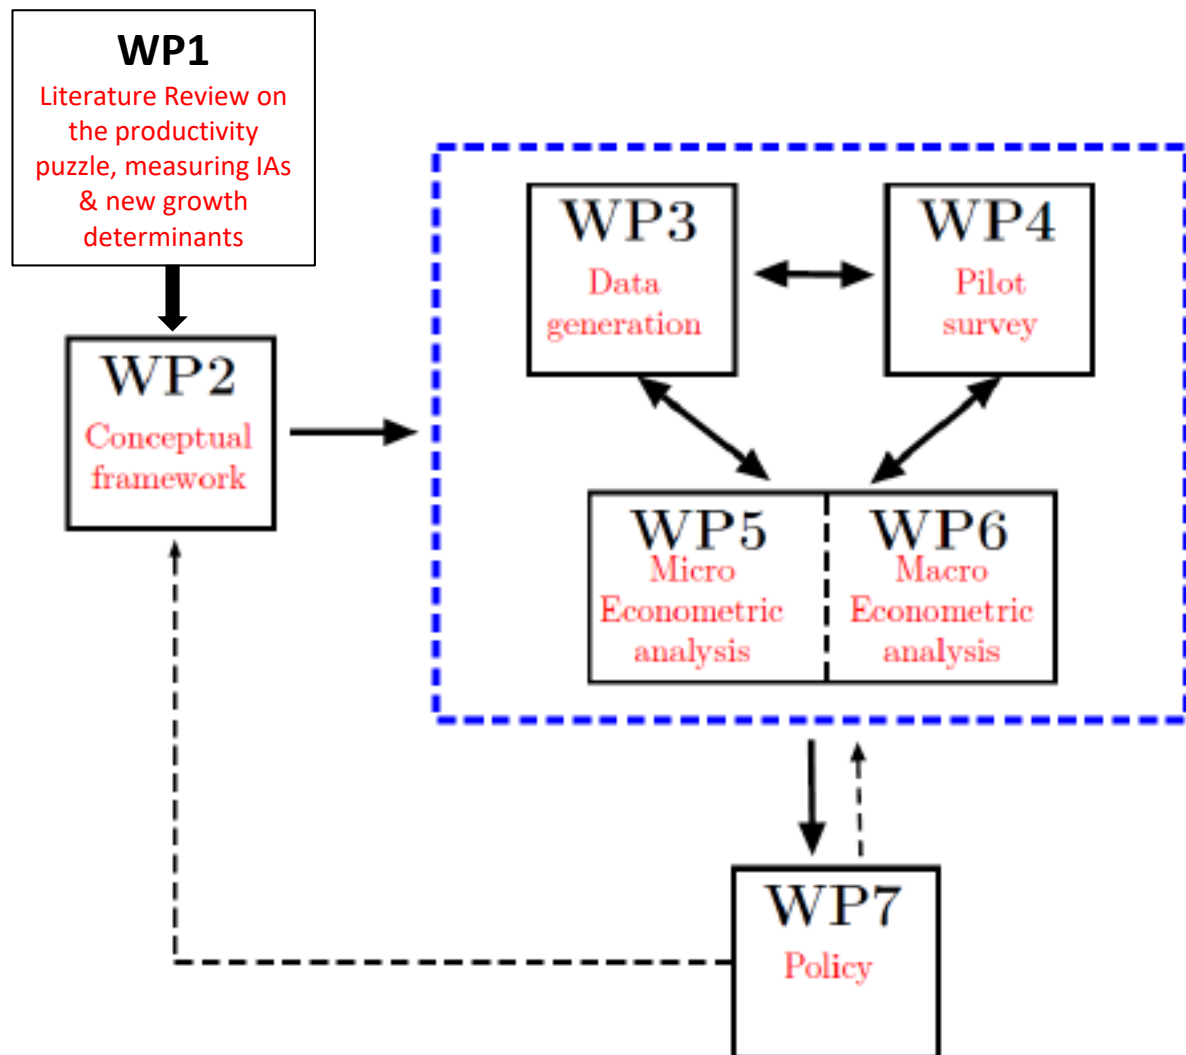 WP1
Literature Review on
the productivity
puzzle, measuring IAs
& new growth
determinants
WP2
Conceptual
framework
WP3
Data
generation
WP4
Pilot
survey
WP5
Micro
Econometric
analysis
WP6
Macro
Econometric
analysis
WP7
Policy